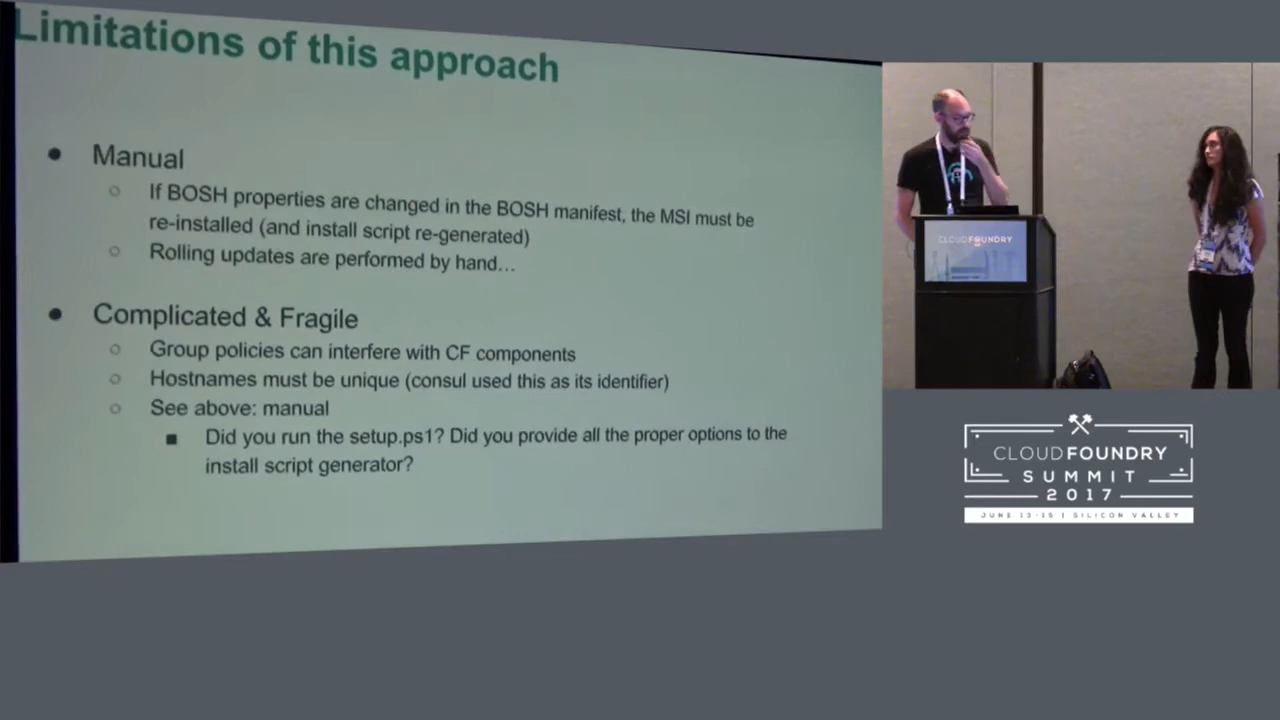 Limitations of this approach
Manual
If BOSH properties are changed in the BOSH manifest, the MSI must be
re-installed (and install script re-generated)
Rolling updates are performed by hand…
Complicated & Fragile
Group policies can interfere with CF components
Hostnames must be unique (consul used this as its identifier)
See above: manual
Did you run the setup.ps1? Did you provide all the proper options to the
install script generator?
CLOUDFOUNDRY
CLOUDFOUNDRY
SUMMIT
2017
JUNE 13-15 | SILICON VALLEY